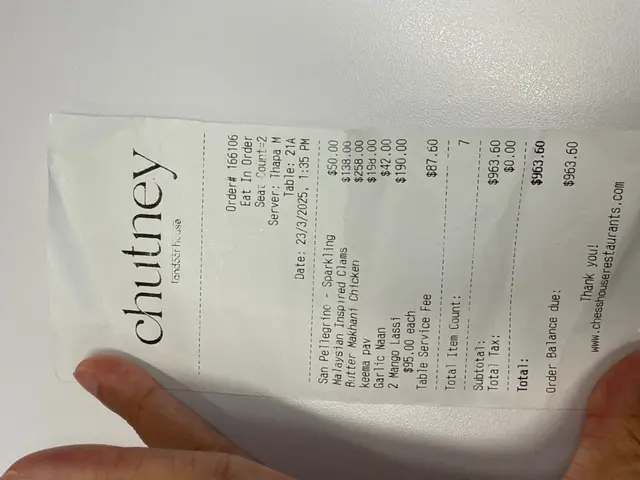 chutney
tandoor house
Order# 166106
Eat In Order
Seat Count=2
Server: Thapa M
Table: 21A
Date: 23/3/2025, 1:35 PM
San Pellegrino - Sparkling $50.00
Malaysian Inspired Clams $138.00
Butter Makhani Chicken $258.00
keema pav $198.00
Garlic Naan $42.00
2 Mango Lassi $190.00
$95.00 each
Table Service Fee $87.60
Total Item Count: 7
Subtotal: $963.60
Total Tax: $0.00
Total: $963.60
Order Balance due: $963.60
Thank you!
www.chesshouserestaurants.com